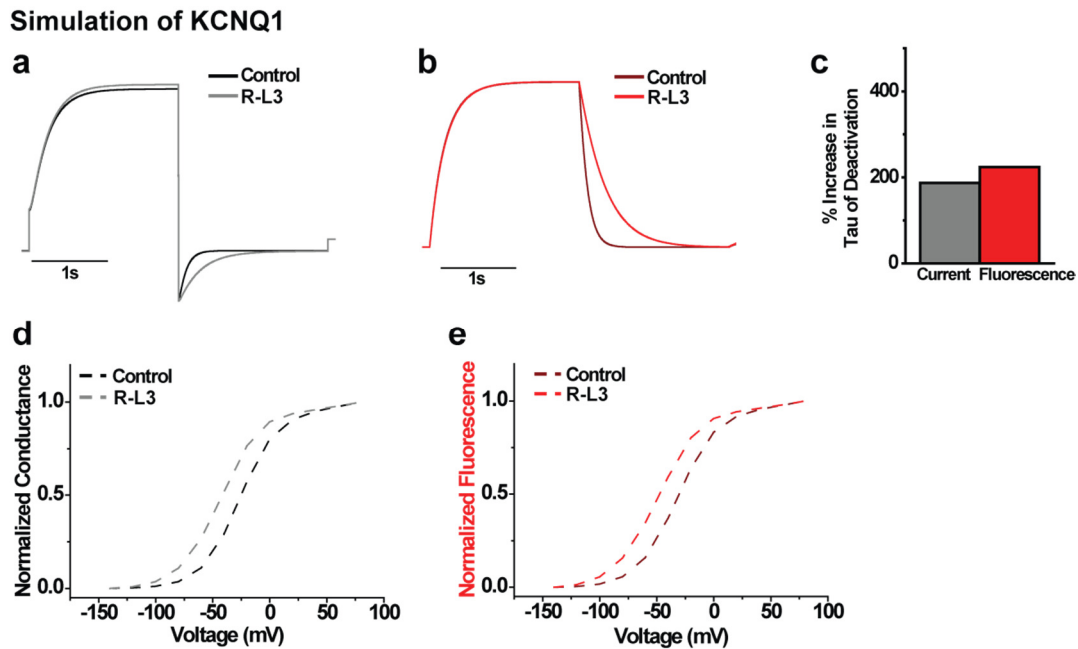 Simulation of KCNQ1
a
Control
R-L3
1s
b
Control
R-L3
1s
c
% Increase in
Tau of Deactivation
400
200
0
Current Fluorescence
d
Normalized Conductance
Control
R-L3
1.0
0.5
0.0
-150 -100 -50 0 50 100
Voltage (mV)
e
Normalized Fluorescence
Control
R-L3
1.0
0.5
0.0
-150 -100 -50 0 50 100
Voltage (mV)